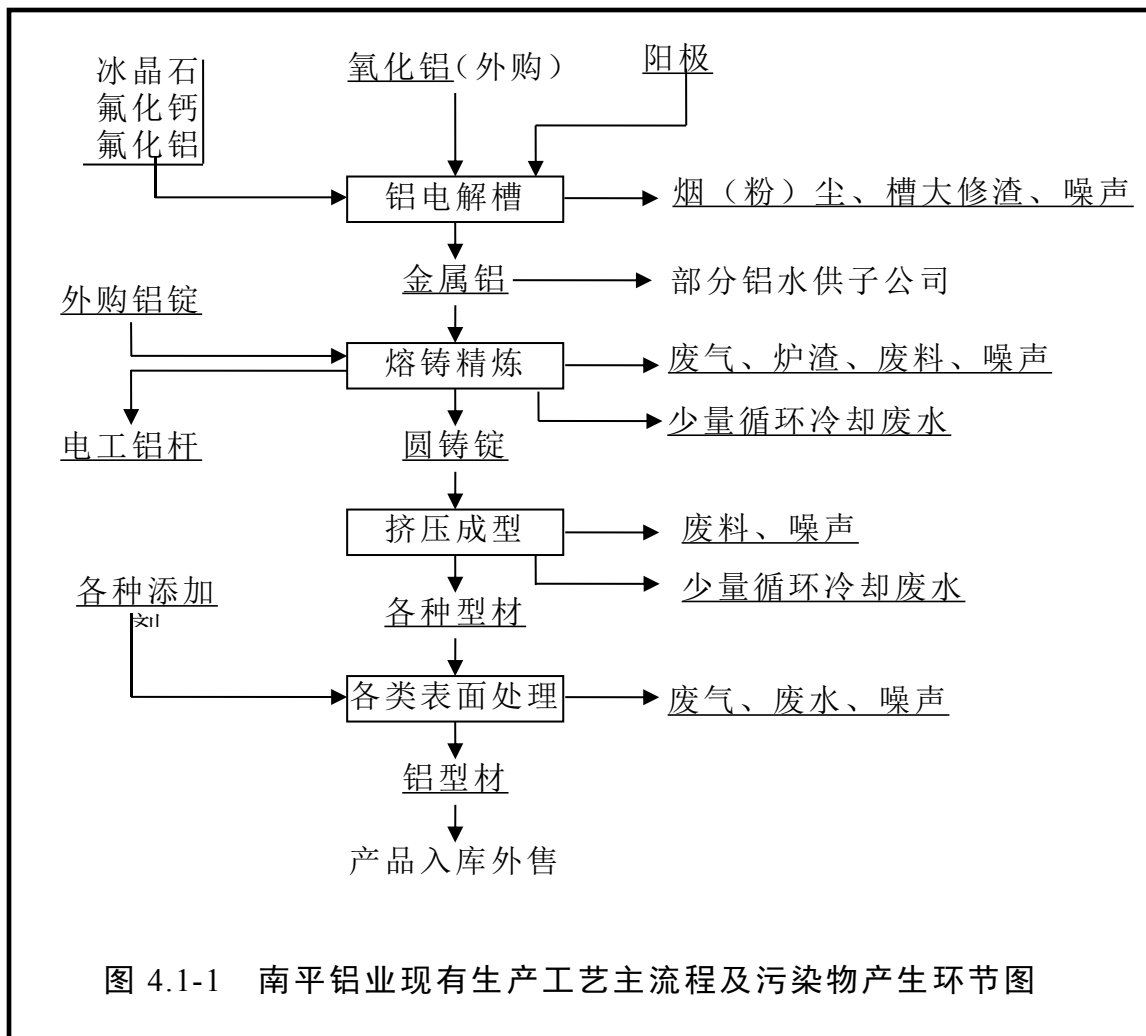 冰晶石
氟化钙
氟化铝
氧化铝(外购)
阳极
铝电解槽
烟（粉）尘、槽大修渣、噪声
金属铝
部分铝水供子公司
外购铝锭
熔铸精炼
废气、炉渣、废料、噪声
少量循环冷却废水
电工铝杆
圆铸锭
挤压成型
废料、噪声
少量循环冷却废水
各种添加
各种型材
各类表面处理
废气、废水、噪声
铝型材
产品入库外售
图 4.1-1 南平铝业现有生产工艺主流程及污染物产生环节图